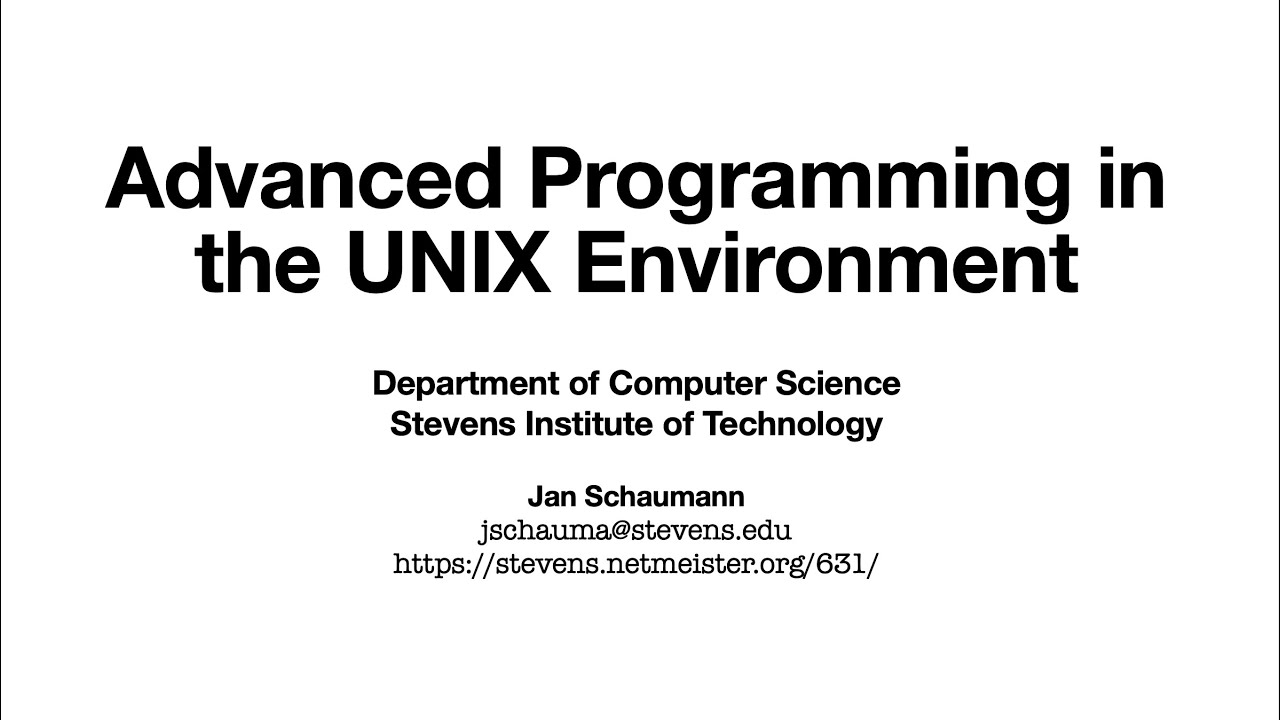 Advanced Programming in
the UNIX Environment
Department of Computer Science
Stevens Institute of Technology
Jan Schaumann
jschauma@stevens.edu
https://stevens.netmeister.org/631/